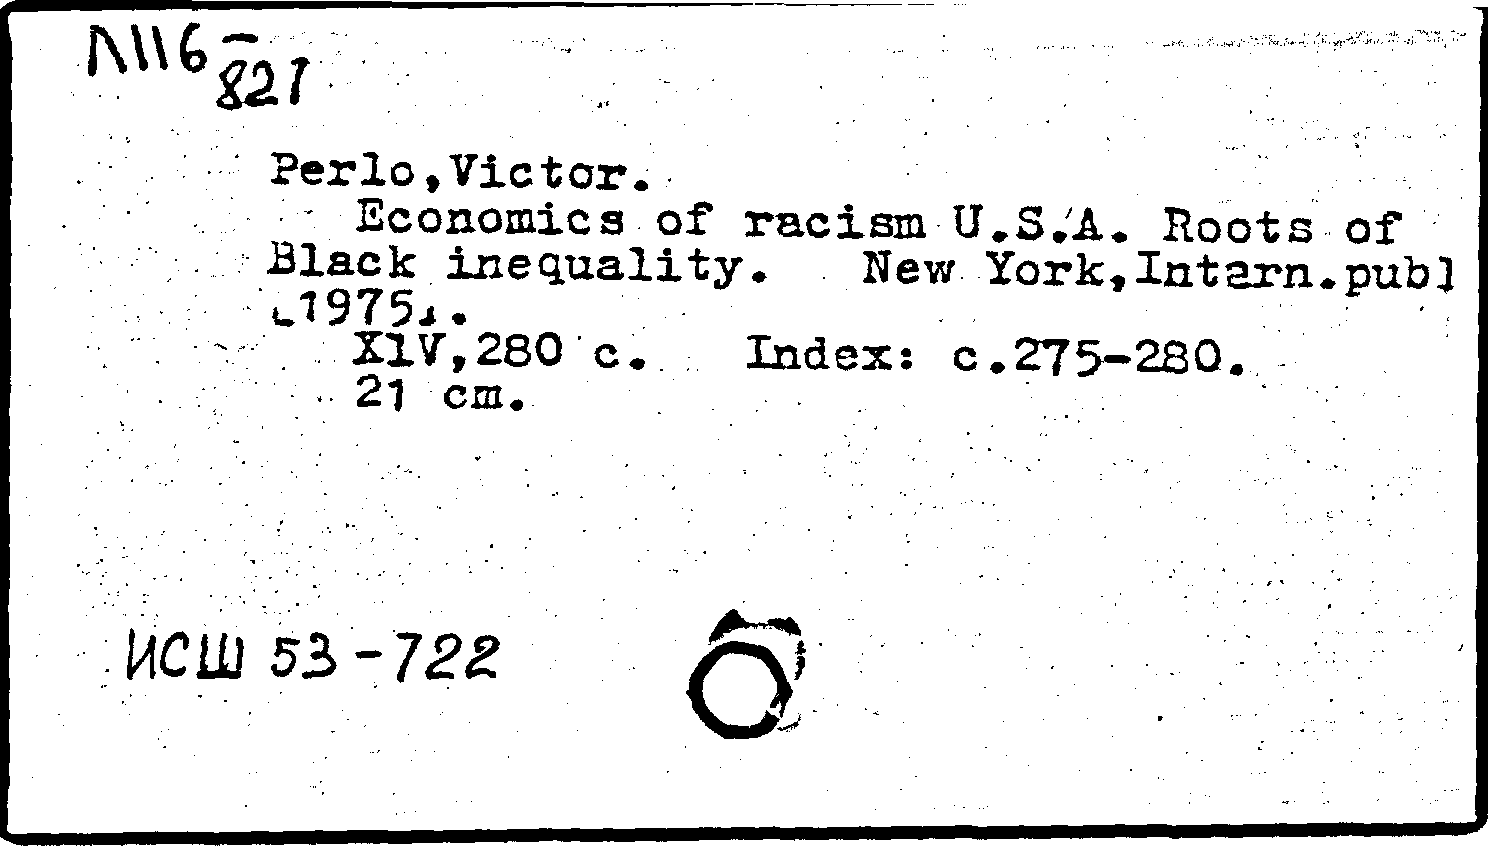 Л116-
821
Perlo,Victor.
Economics of racism U.S.A. Roots of
Black inequality. New York,Intern.publ
[1975].
XlV,280 c. Index: c.275-280.
21 cm.
ИСШ 53-722